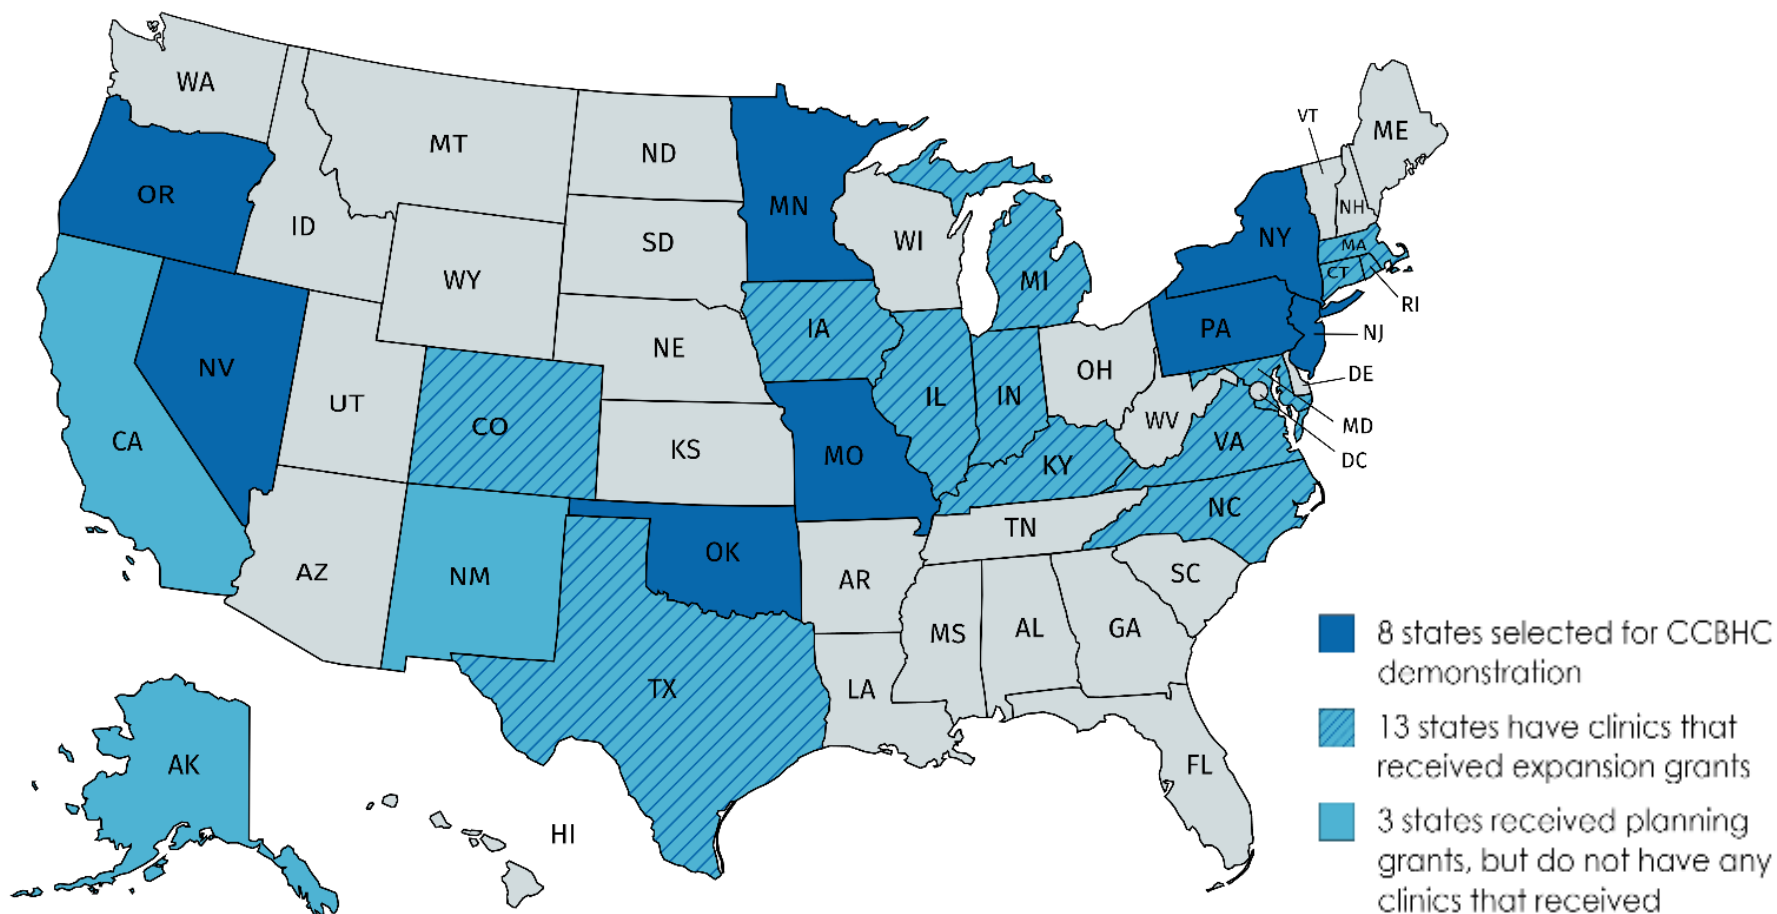 WA
MT
ND
MN
VT
ME
OR
ID
SD
WI
NH
NY
MA
WY
MI
CT
RI
IA
PA
NJ
NV
NE
OH
DE
UT
CO
IL
IN
WV
MD
CA
KS
MO
KY
VA
DC
NC
AZ
NM
OK
TN
AR
SC
MS
AL
GA
TX
LA
FL
AK
HI
8 states selected for CCBHC
demonstration
13 states have clinics that
received expansion grants
3 states received planning
grants, but do not have any
clinics that received